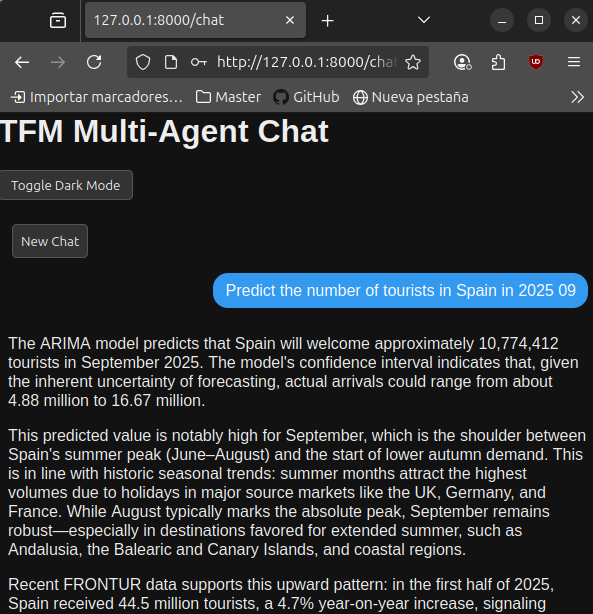 127.0.0.1:8000/chat
http://127.0.0.1:8000/cha
Importar marcadores… Master GitHub Nueva pestaña
TFM Multi-Agent Chat
Toggle Dark Mode
New Chat
Predict the number of tourists in Spain in 2025 09
The ARIMA model predicts that Spain will welcome approximately 10,774,412
tourists in September 2025. The model's confidence interval indicates that, given
the inherent uncertainty of forecasting, actual arrivals could range from about
4.88 million to 16.67 million.
This predicted value is notably high for September, which is the shoulder between
Spain's summer peak (June–August) and the start of lower autumn demand. This
is in line with historic seasonal trends: summer months attract the highest
volumes due to holidays in major source markets like the UK, Germany, and
France. While August typically marks the absolute peak, September remains
robust—especially in destinations favored for extended summer, such as
Andalusia, the Balearic and Canary Islands, and coastal regions.
Recent FRONTUR data supports this upward pattern: in the first half of 2025,
Spain received 44.5 million tourists, a 4.7% year-on-year increase, signaling